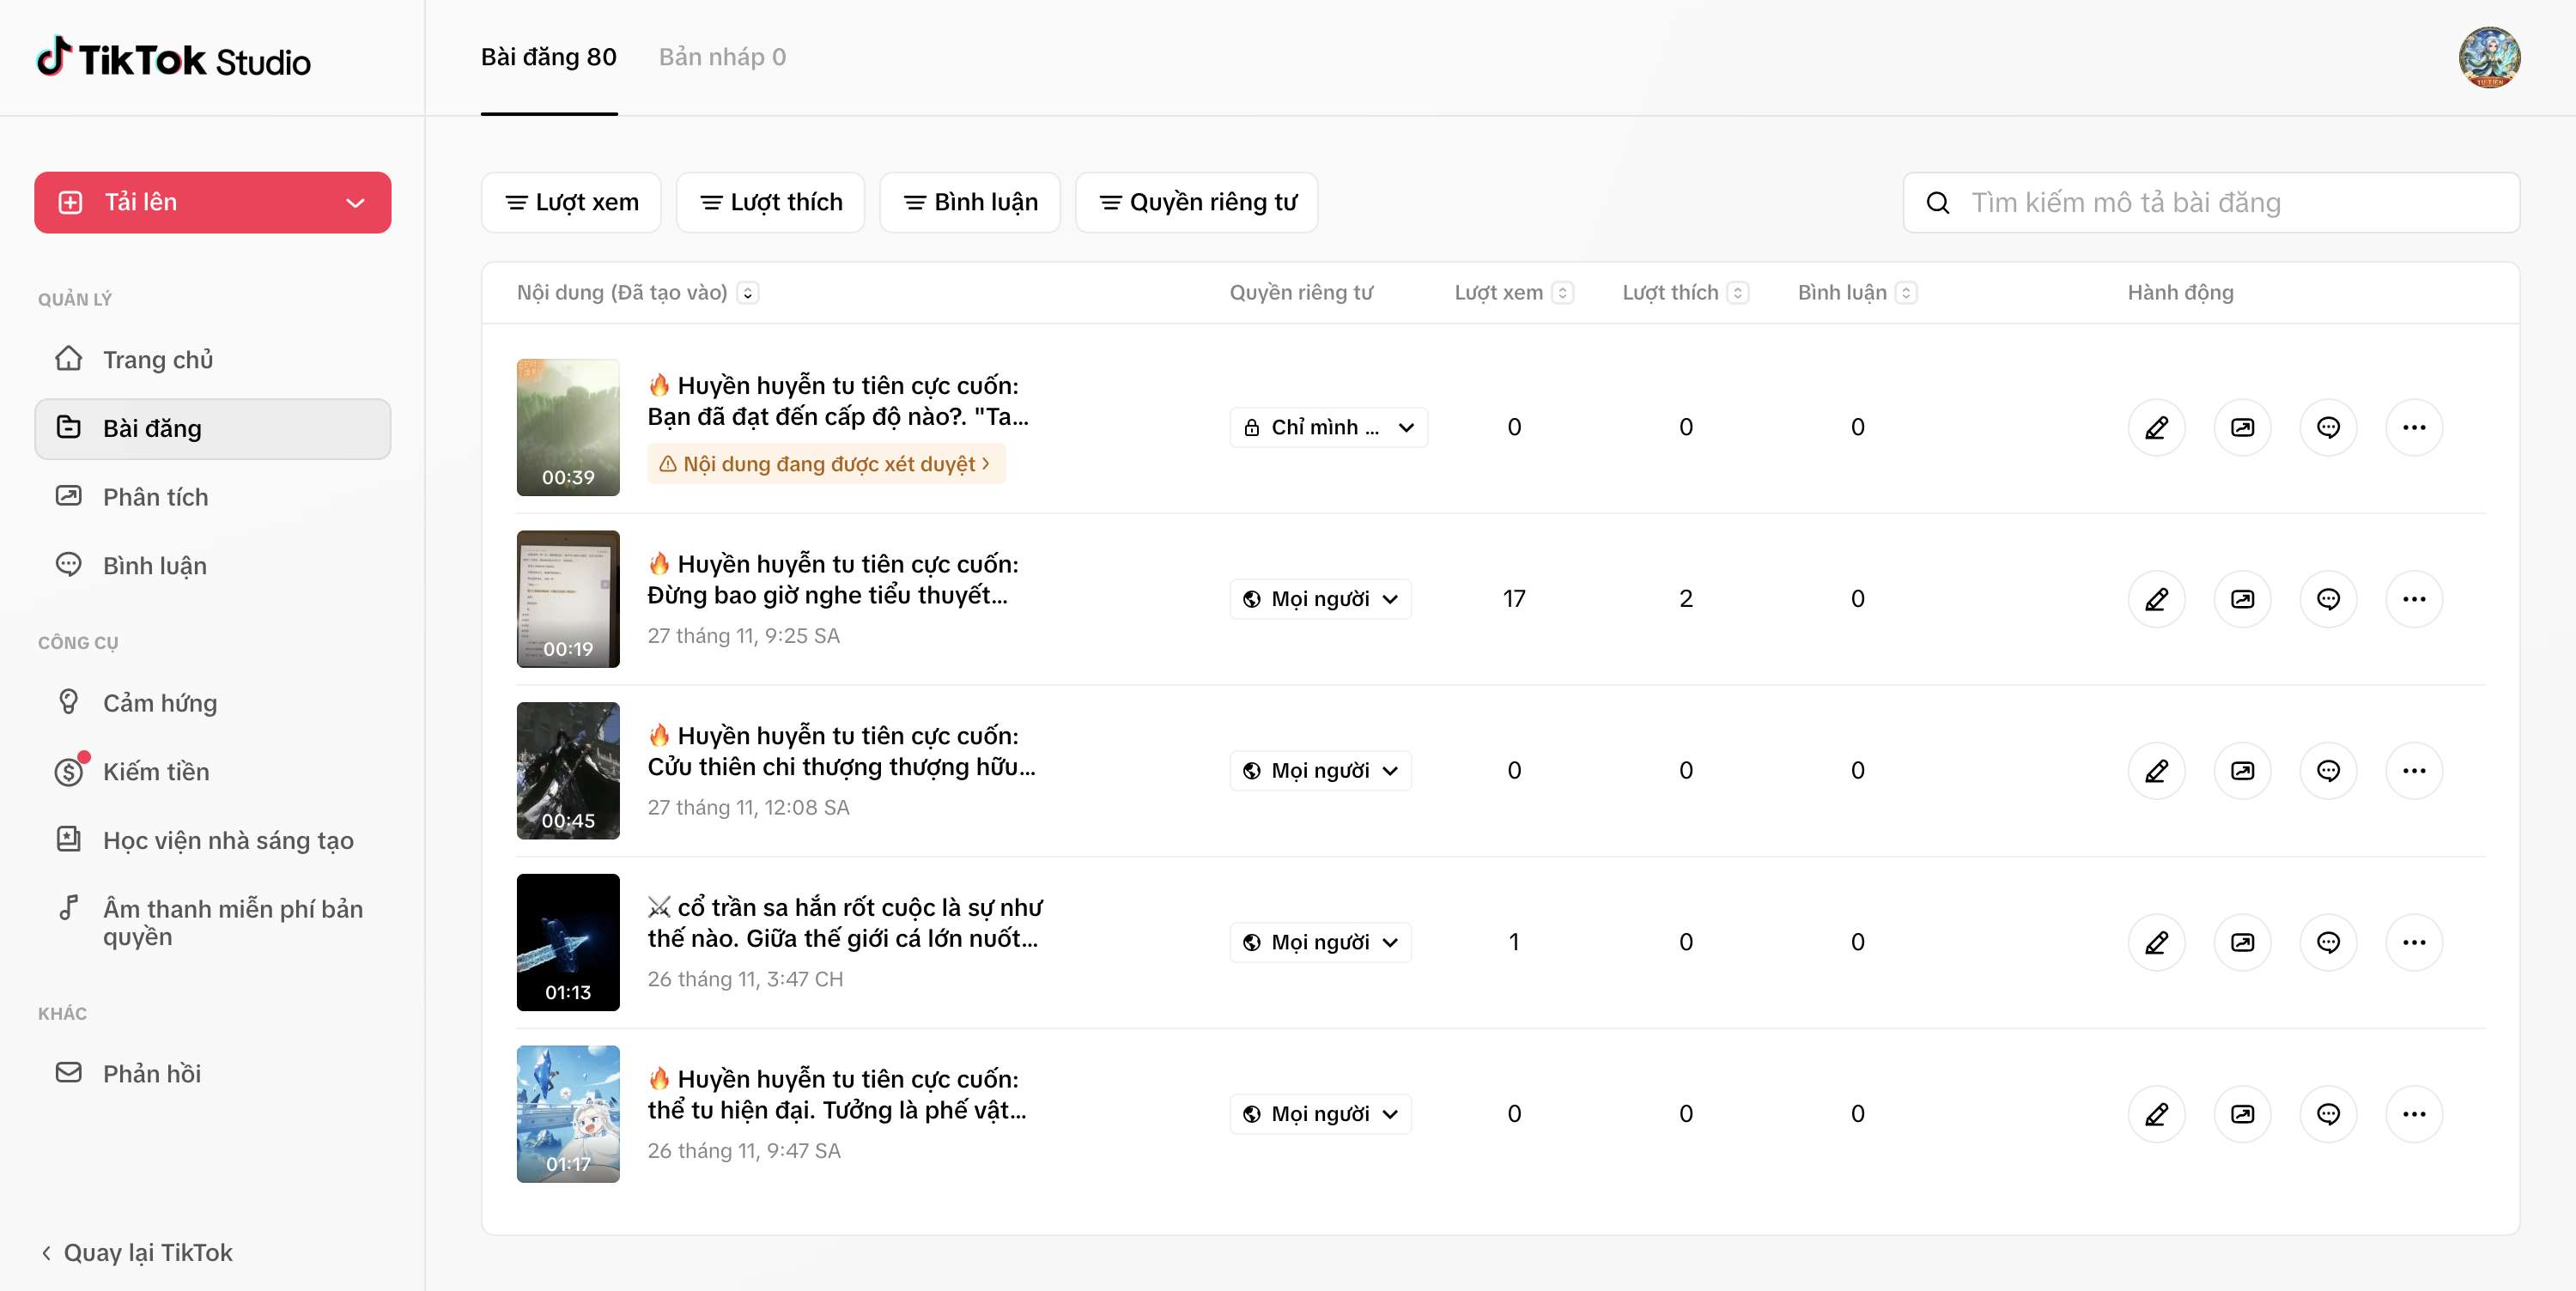 TikTok Studio
Bài đăng 80
Bản nháp 0
TU TIÊN
Tải lên
QUẢN LÝ
Trang chủ
Bài đăng
Phân tích
Bình luận
CÔNG CỤ
Cảm hứng
Kiếm tiền
Học viện nhà sáng tạo
Âm thanh miễn phí bản
quyền
KHÁC
Phản hồi
Quay lại TikTok
Lượt xem
Lượt thích
Bình luận
Quyền riêng tư
Tìm kiếm mô tả bài đăng
Nội dung (Đã tạo vào)
Quyền riêng tư
Lượt xem
Lượt thích
Bình luận
Hành động
00:39
🔥 Huyền huyễn tu tiên cực cuốn:
Bạn đã đạt đến cấp độ nào?. "Ta...
Nội dung đang được xét duyệt
Chỉ mình ...
0
0
0
00:19
🔥 Huyền huyễn tu tiên cực cuốn:
Đừng bao giờ nghe tiểu thuyết...
27 tháng 11, 9:25 SA
Mọi người
17
2
0
00:45
🔥 Huyền huyễn tu tiên cực cuốn:
Cửu thiên chi thượng thượng hữu...
27 tháng 11, 12:08 SA
Mọi người
0
0
0
01:13
⚔ cổ trần sa hắn rốt cuộc là sự như
thế nào. Giữa thế giới cá lớn nuốt...
26 tháng 11, 3:47 CH
Mọi người
1
0
0
01:17
🔥 Huyền huyễn tu tiên cực cuốn:
thể tu hiện đại. Tưởng là phế vật...
26 tháng 11, 9:47 SA
Mọi người
0
0
0